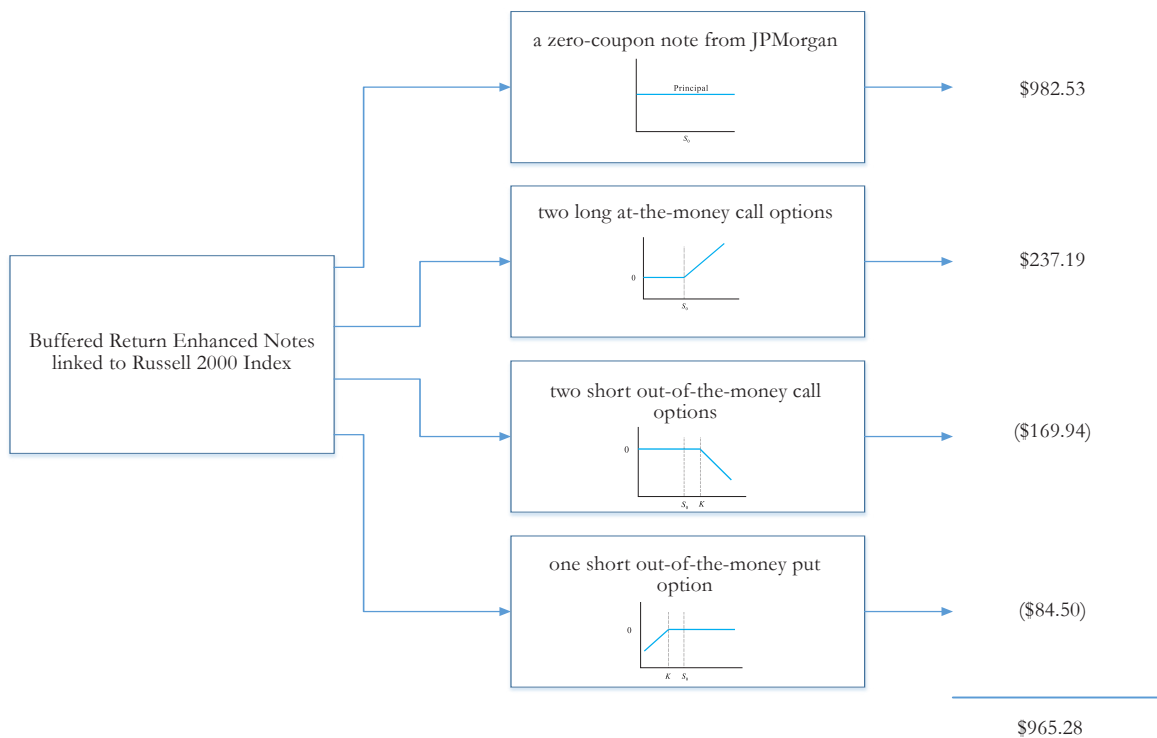 a zero-coupon note from JPMorgan
Principal
S₀
$982.53
two long at-the-money call options
0
S₀
$237.19
Buffered Return Enhanced Notes
linked to Russell 2000 Index
two short out-of-the-money call
options
0
S₀ K
($169.94)
one short out-of-the-money put
option
0
K S₀
($84.50)
$965.28